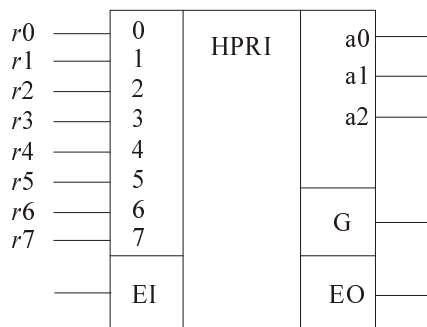 r0 0 HPRI a0
r1 1 a1
r2 2 a2
r3 3
r4 4
r5 5
r6 6 G
r7 7
EI EO